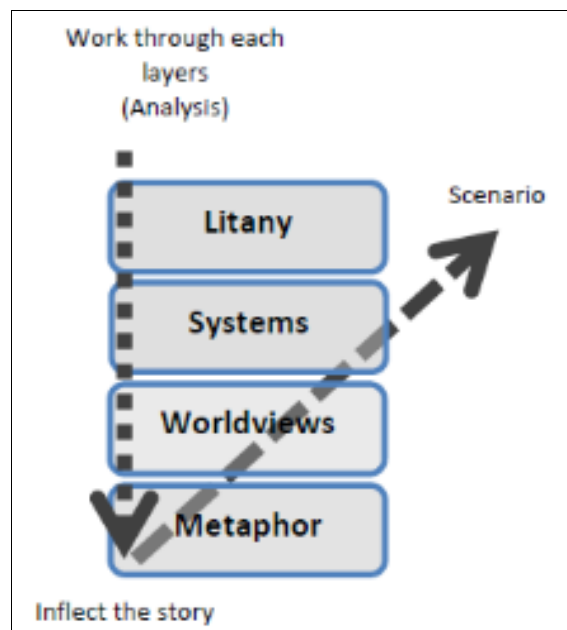 Work through each
layers
(Analysis)
Scenario
Litany
Systems
Worldviews
Metaphor
Inflect the story